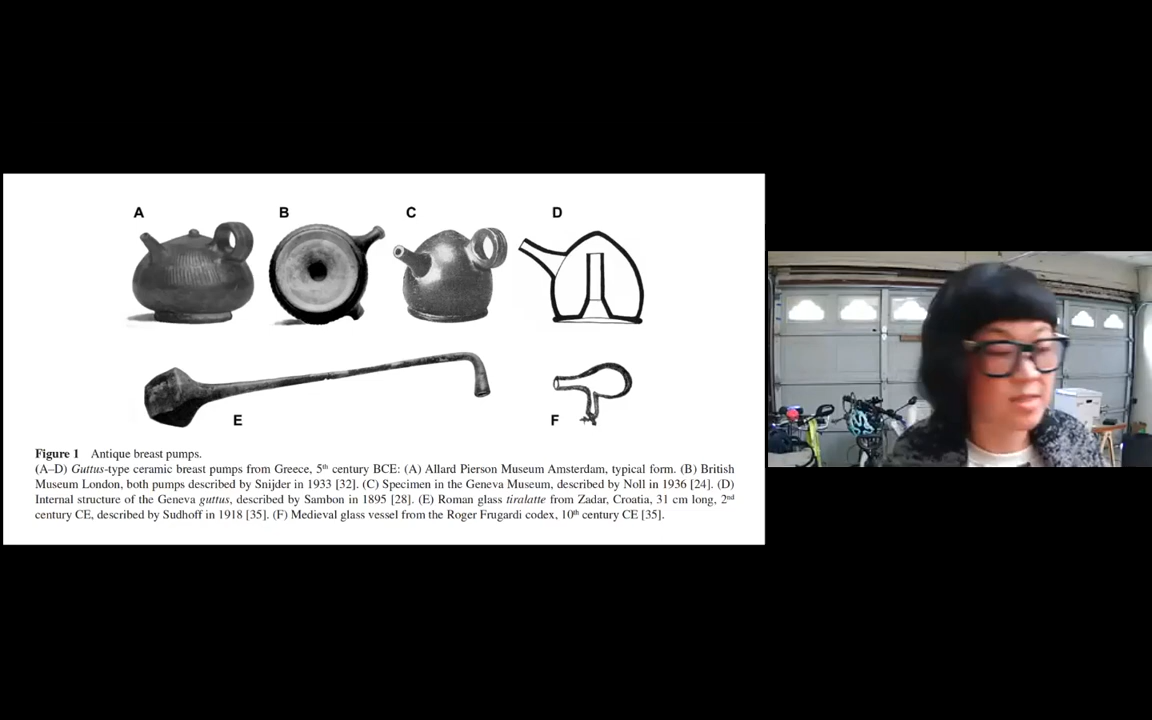 A B C D
E F
Figure 1 Antique breast pumps.
(A–D) Guttus-type ceramic breast pumps from Greece, 5th century BCE: (A) Allard Pierson Museum Amsterdam, typical form. (B) British
Museum London, both pumps described by Snijder in 1933 [32]. (C) Specimen in the Geneva Museum, described by Noll in 1936 [24]. (D)
Internal structure of the Geneva guttus, described by Sambon in 1895 [28]. (E) Roman glass tiralatte from Zadar, Croatia, 31 cm long, 2nd
century CE, described by Sudhoff in 1918 [35]. (F) Medieval glass vessel from the Roger Frugardi codex, 10th century CE [35].